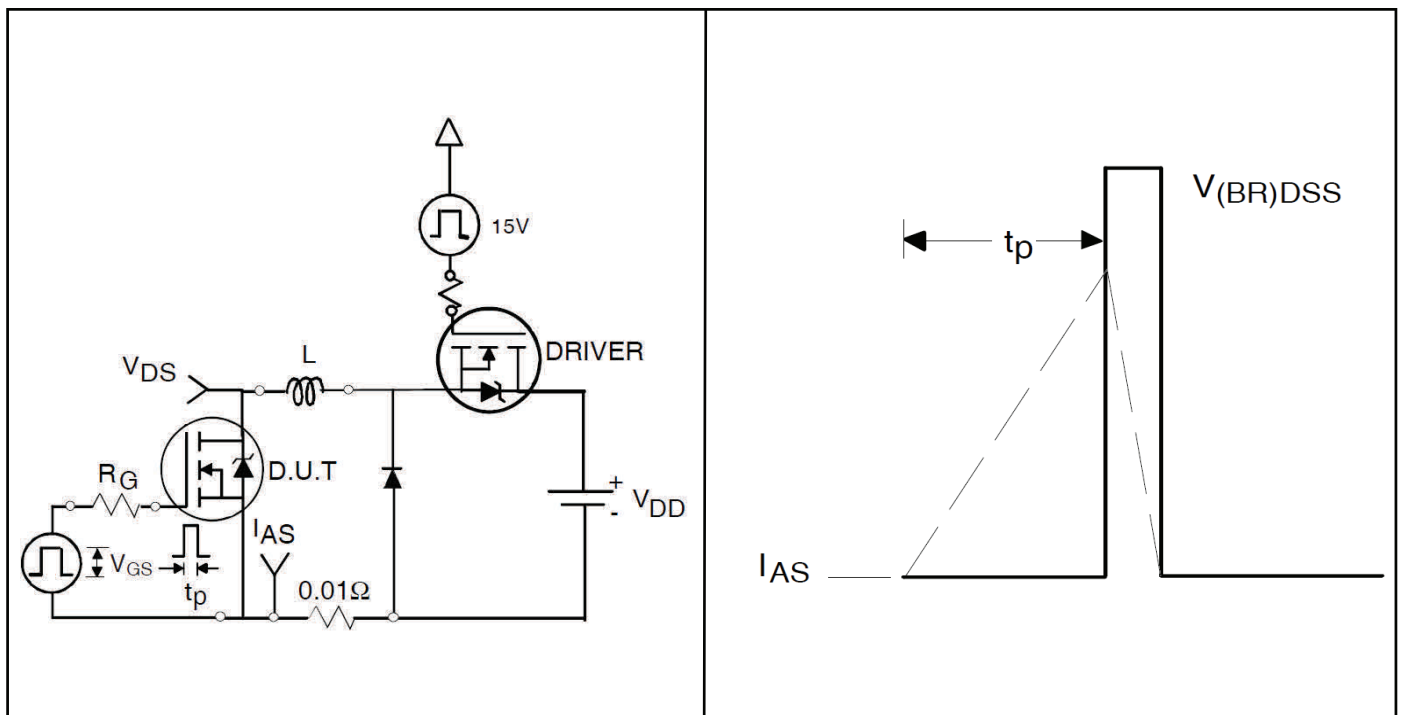 15V
DRIVER
L
VDS
D.U.T
RG
+
VDD
-
IAS
VGS
tp
0.01Ω
V(BR)DSS
tp
IAS